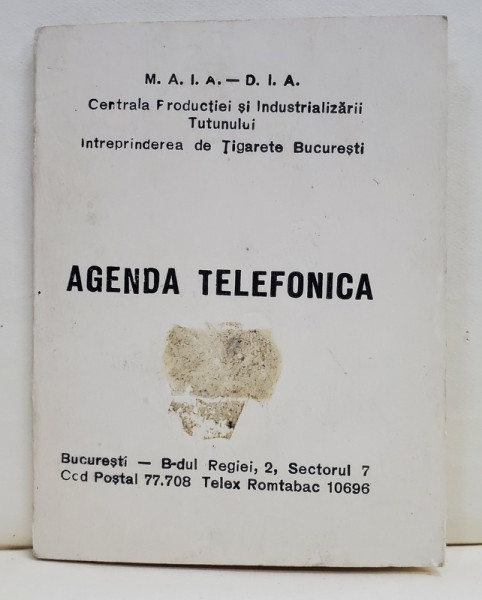 M. A. I. A. — D. I. A.
Centrala Producției și Industrializării
Tutunului
Intreprinderea de Țigarete București
AGENDA TELEFONICA
București — B-dul Regiei, 2, Sectorul 7
Ccd Poștal 77.708 Telex Romtabac 10696